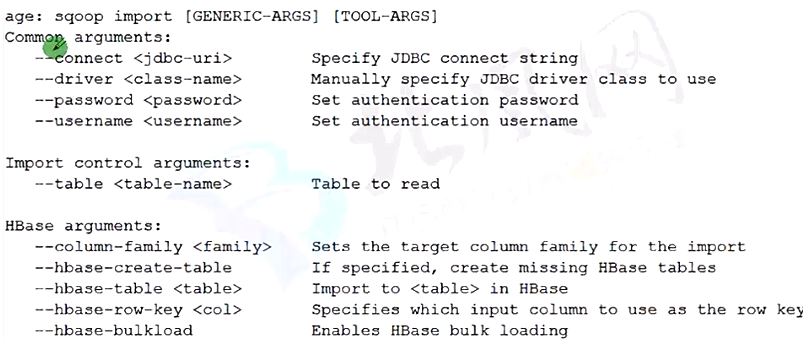 age: sqoop import [GENERIC-ARGS] [TOOL-ARGS]
Common arguments:
--connect <jdbc-uri> Specify JDBC connect string
--driver <class-name> Manually specify JDBC driver class to use
--password <password> Set authentication password
--username <username> Set authentication username
Import control arguments:
--table <table-name> Table to read
HBase arguments:
--column-family <family> Sets the target column family for the import
--hbase-create-table If specified, create missing HBase tables
--hbase-table <table> Import to <table> in HBase
--hbase-row-key <col> Specifies which input column to use as the row key
--hbase-bulkload Enables HBase bulk loading
北风网